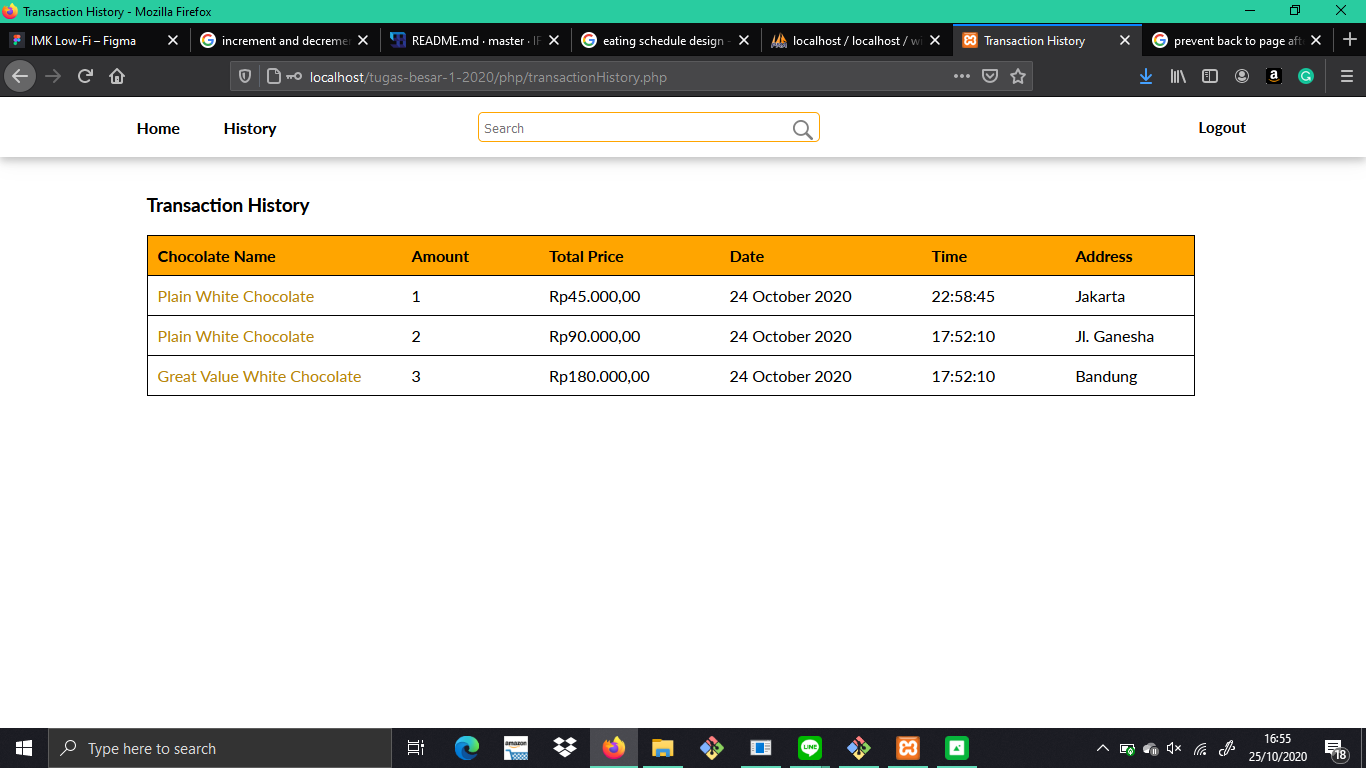 Transaction History - Mozilla Firefox
IMK Low-Fi – Figma increment and decreme README.md · master · IF eating schedule design - localhost / localhost / wi Transaction History prevent back to page aft
localhost/tugas-besar-1-2020/php/transactionHistory.php
Home History Search Logout
Transaction History
Chocolate Name Amount Total Price Date Time Address
Plain White Chocolate 1 Rp45.000,00 24 October 2020 22:58:45 Jakarta
Plain White Chocolate 2 Rp90.000,00 24 October 2020 17:52:10 Jl. Ganesha
Great Value White Chocolate 3 Rp180.000,00 24 October 2020 17:52:10 Bandung
Type here to search amazon LINE 16:55
25/10/2020 18